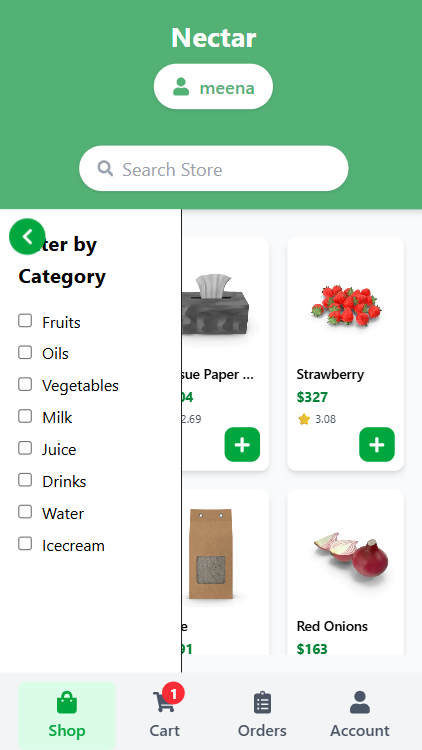 Nectar
meena
Search Store
ter by
Category
Fruits
Oils
Vegetables
Milk
Juice
Drinks
Water
Icecream
sue Paper ...
04
2.69
Strawberry
$327
3.08
e
91
Red Onions
$163
Shop
1
Cart
Orders
Account